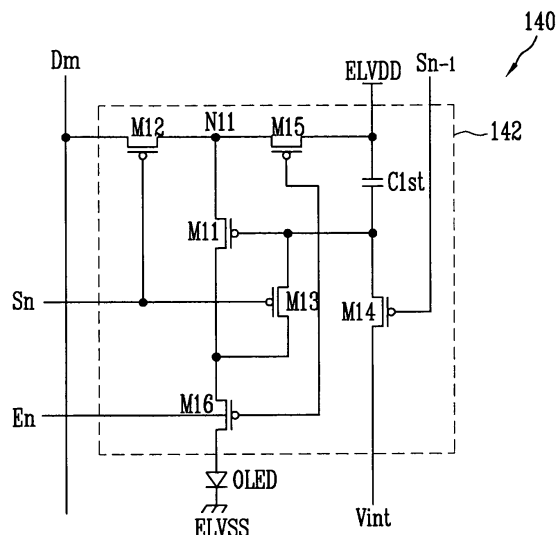 140
Dm
Sn-1
ELVDD
M12
N11
M15
142
C1st
M11
Sn
M13
M14
M16
En
OLED
ELVSS
Vint